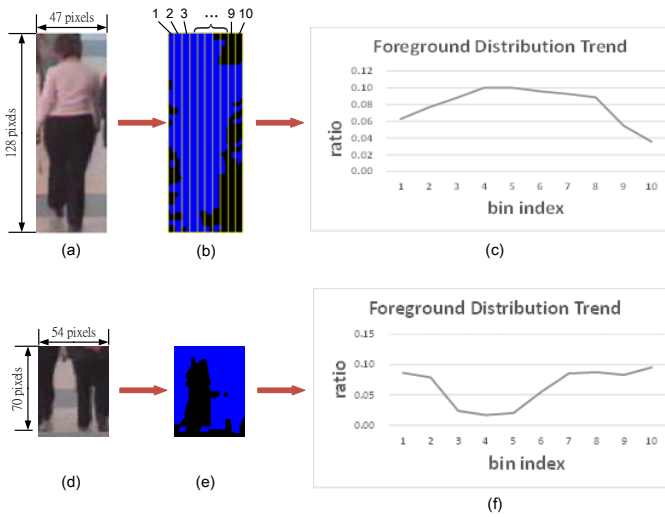 47 pixels
128 pixels
(a)
1 2 3 ... 9 10
(b)
Foreground Distribution Trend
ratio
0.12
0.10
0.08
0.06
0.04
0.02
0.00
1 2 3 4 5 6 7 8 9 10
bin index
(c)
54 pixels
70 pixels
(d)
(e)
Foreground Distribution Trend
ratio
0.15
0.10
0.05
0.00
1 2 3 4 5 6 7 8 9 10
bin index
(f)